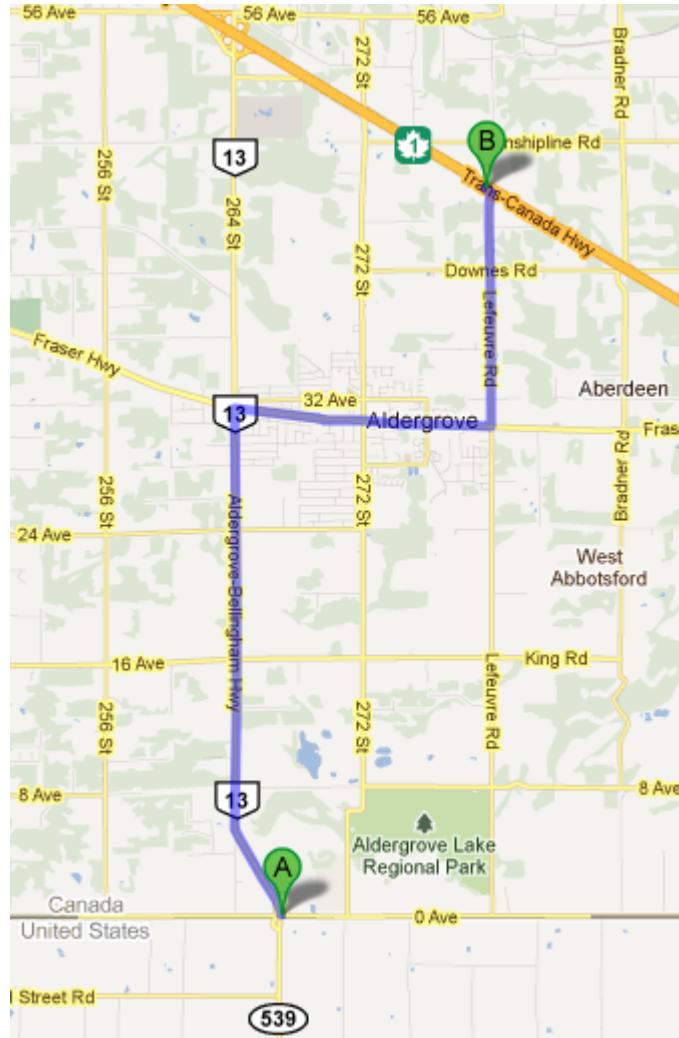 56 Ave
56 Ave
56 Ave
272 St
Bradner Rd
13
1
B
nshipline Rd
256 St
264 St
Trans-Canada Hwy
272 St
Downes Rd
Lefeuvre Rd
Fraser Hwy
Aberdeen
32 Ave
13
Aldergrove
Fras
Bradner Rd
256 St
272 St
Aldergrove-Bellingham Hwy
24 Ave
West
Abbotsford
16 Ave
King Rd
Lefeuvre Rd
256 St
272 St
8 Ave
13
8 Ave
Aldergrove Lake
Regional Park
A
Canada
United States
0 Ave
Street Rd
539